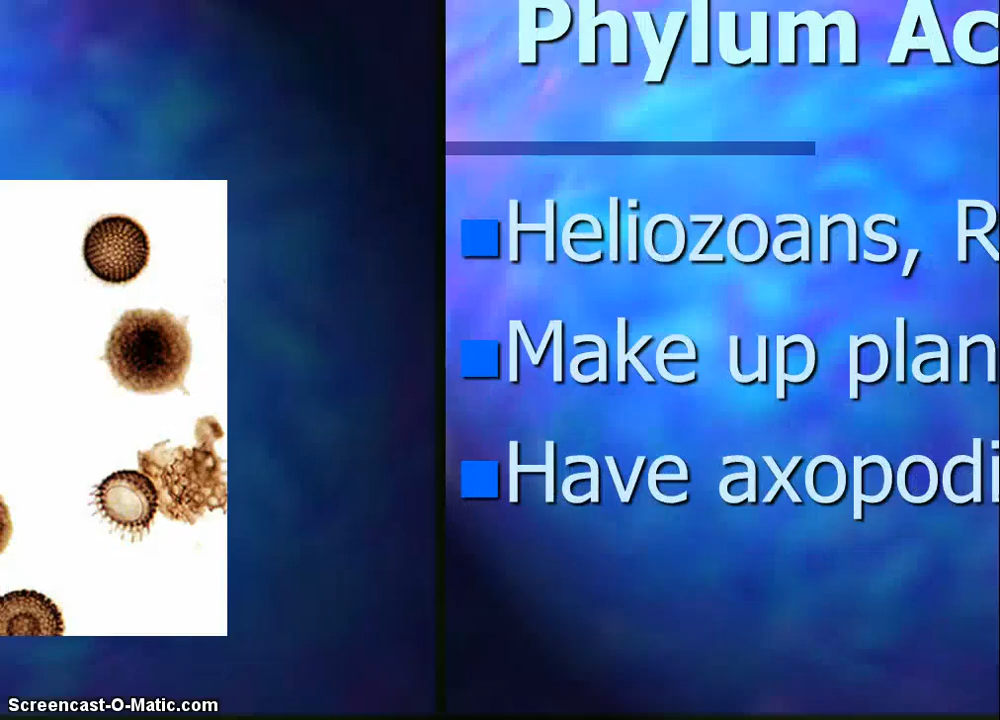 Phylum Ac
Heliozoans, R
Make up plan
Have axopodi
Screencast-O-Matic.com